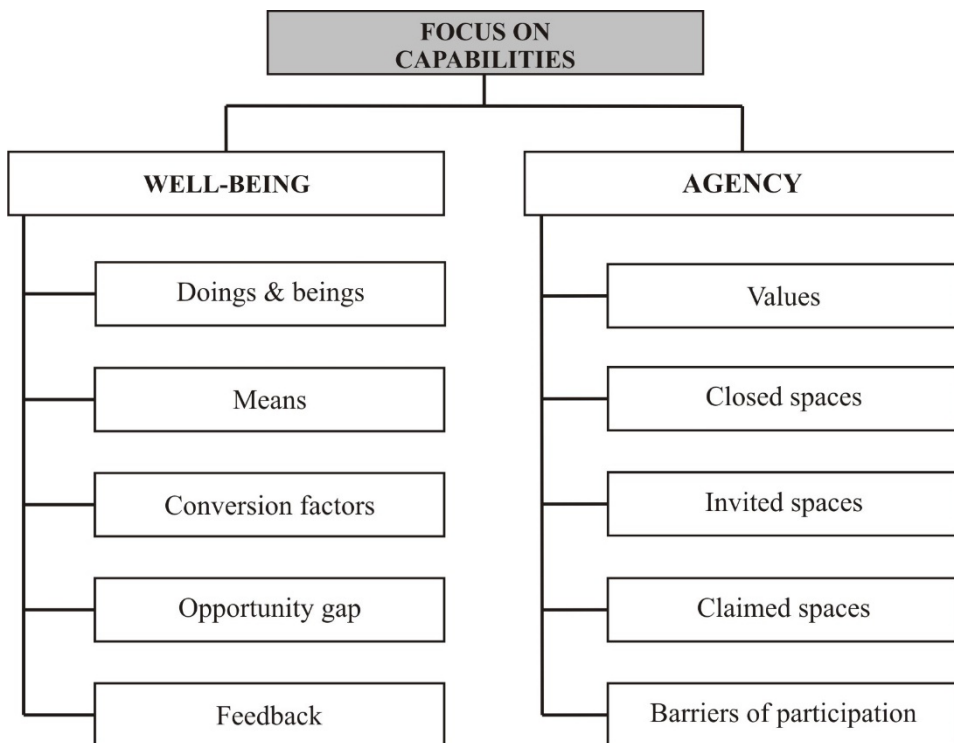 FOCUS ON
CAPABILITIES
WELL-BEING
Doings & beings
Means
Conversion factors
Opportunity gap
Feedback
AGENCY
Values
Closed spaces
Invited spaces
Claimed spaces
Barriers of participation